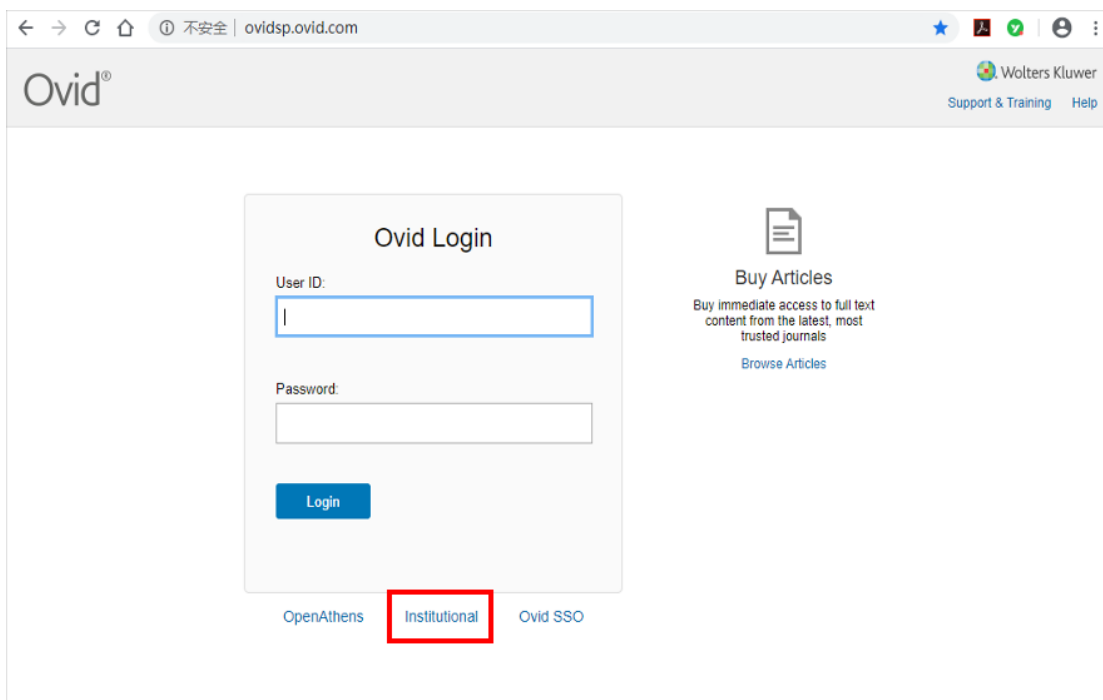 不安全 | ovidsp.ovid.com
Ovid®
Wolters Kluwer
Support & Training Help
Ovid Login
User ID:
Password:
Login
OpenAthens Institutional Ovid SSO
Buy Articles
Buy immediate access to full text
content from the latest, most
trusted journals
Browse Articles